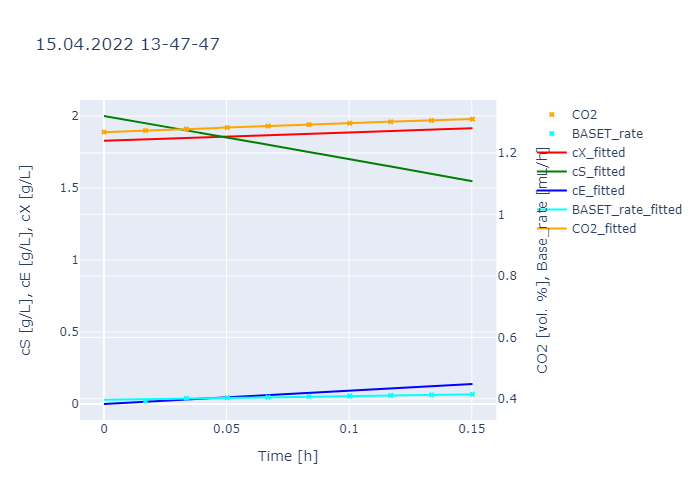 15.04.2022 13-47-47
cS [g/L], cE [g/L], cX [g/L]
2
1.5
1
0.5
0
0
0.05
0.1
0.15
Time [h]
1.2
1
0.8
0.6
0.4
CO2 [vol. %], Base_rate [mL/h]
CO2
BASET_rate
cX_fitted
cS_fitted
cE_fitted
BASET_rate_fitted
CO2_fitted